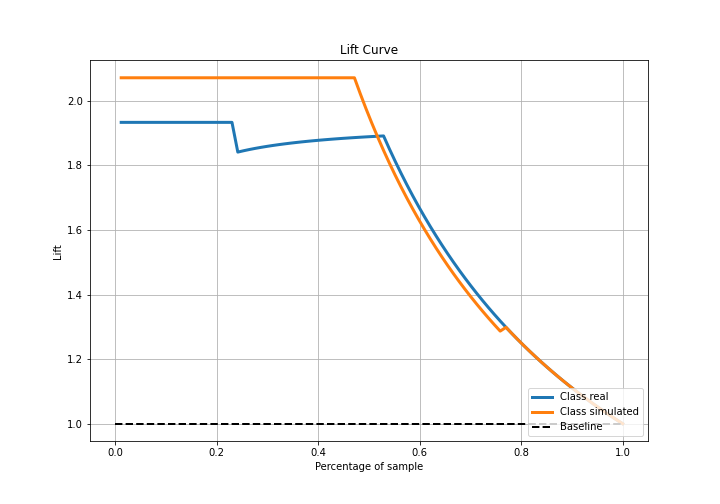 Lift Curve
Lift
2.0
1.8
1.6
1.4
1.2
1.0
0.0 0.2 0.4 0.6 0.8 1.0
Percentage of sample
Class real
Class simulated
Baseline